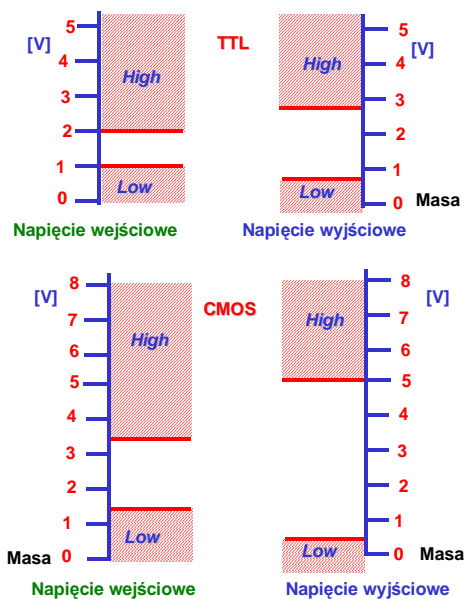 5 TTL 5
[V] [V]
4 High High 4
3 3
2 2
1 1
Low Low
0 0 Masa
Napięcie wejściowe Napięcie wyjściowe
8 8
[V] [V]
7 CMOS High 7
High
6 6
5 5
4 4
3 3
2 2
1 1
Low Low
Masa 0 0 Masa
Napięcie wejściowe Napięcie wyjściowe